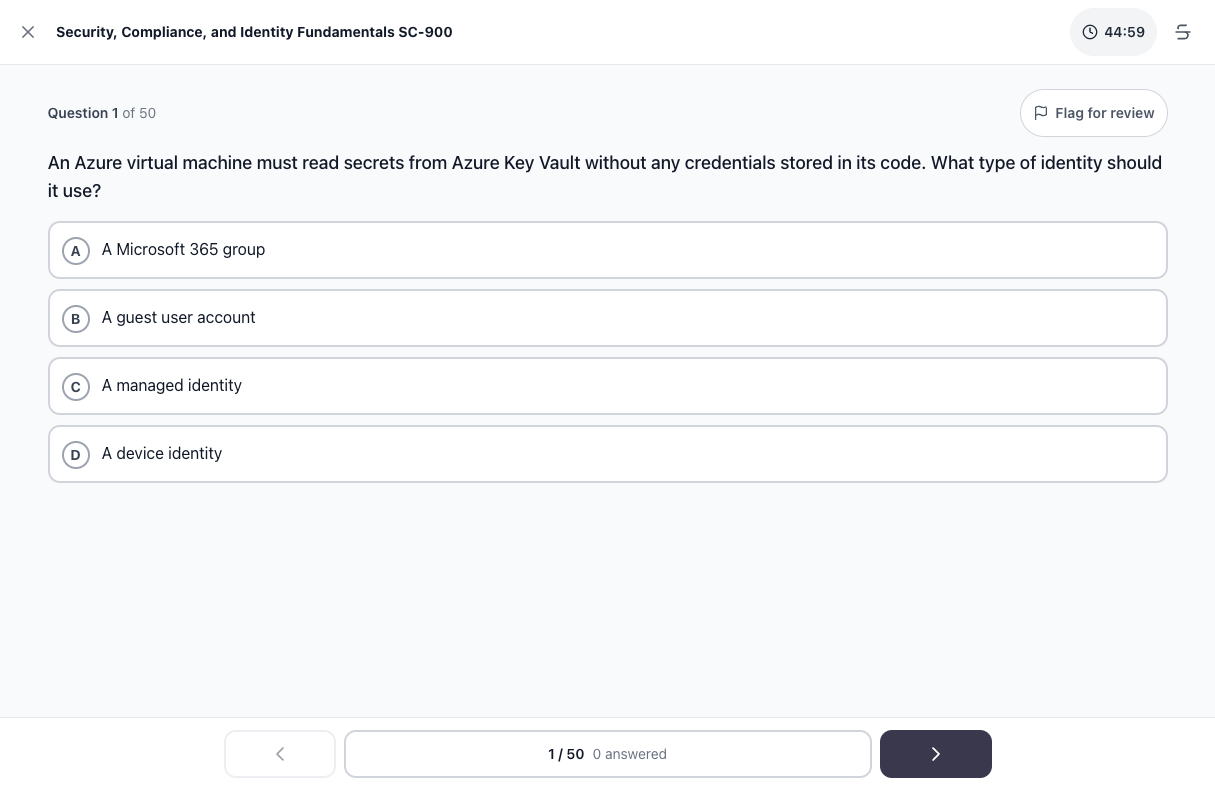 Security, Compliance, and Identity Fundamentals SC-900
44:59
Question 1 of 50
Flag for review
An Azure virtual machine must read secrets from Azure Key Vault without any credentials stored in its code. What type of identity should
it use?
A A Microsoft 365 group
B A guest user account
C A managed identity
D A device identity
1 / 50 0 answered